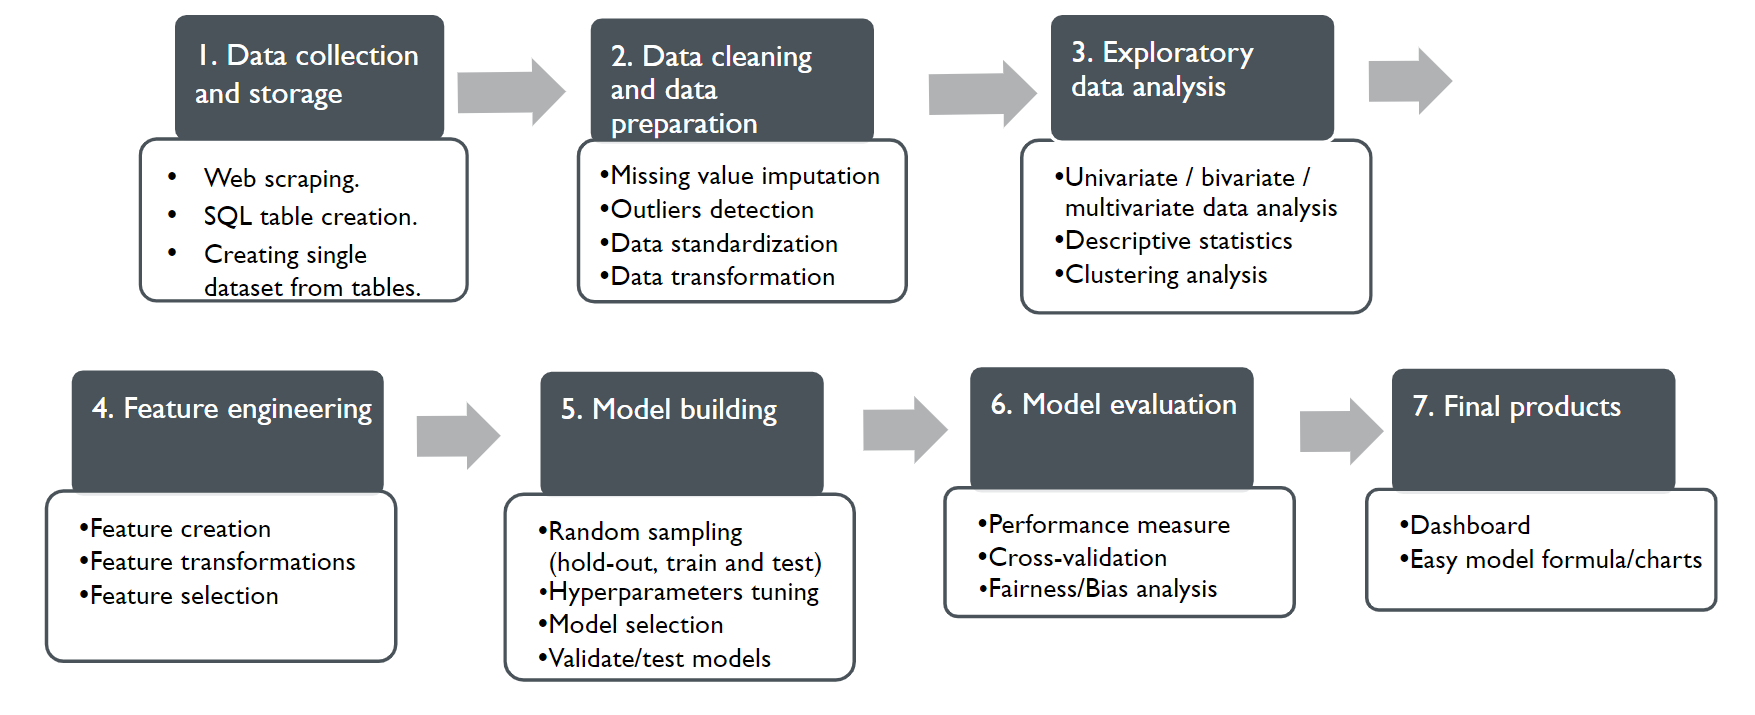 1. Data collection
and storage
• Web scraping.
• SQL table creation.
• Creating single
dataset from tables.
2. Data cleaning
and data
preparation
•Missing value imputation
•Outliers detection
•Data standardization
•Data transformation
3. Exploratory
data analysis
•Univariate / bivariate /
multivariate data analysis
•Descriptive statistics
•Clustering analysis
4. Feature engineering
•Feature creation
•Feature transformations
•Feature selection
5. Model building
•Random sampling
(hold-out, train and test)
•Hyperparameters tuning
•Model selection
•Validate/test models
6. Model evaluation
•Performance measure
•Cross-validation
•Fairness/Bias analysis
7. Final products
•Dashboard
•Easy model formula/charts